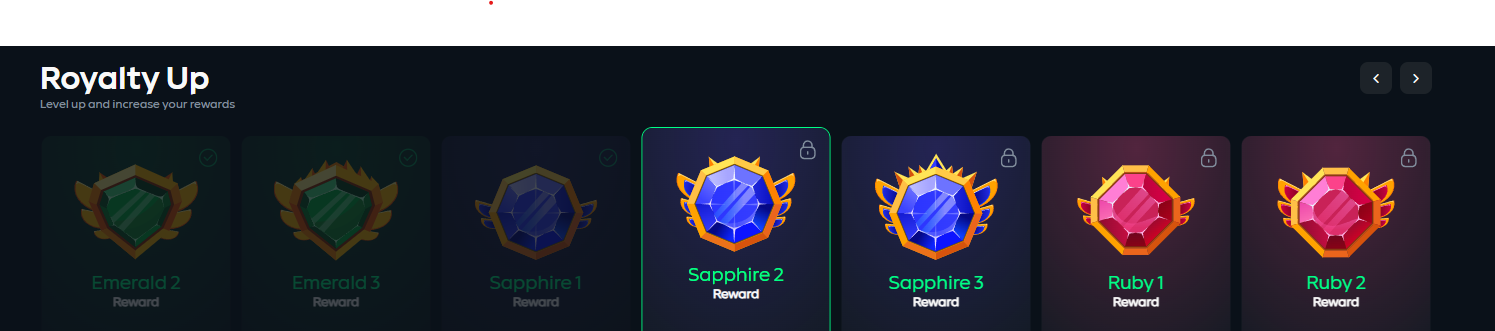 Royalty Up
Level up and increase your rewards
Emerald 2
Reward
Emerald 3
Reward
Sapphire 1
Reward
Sapphire 2
Reward
Sapphire 3
Reward
Ruby 1
Reward
Ruby 2
Reward